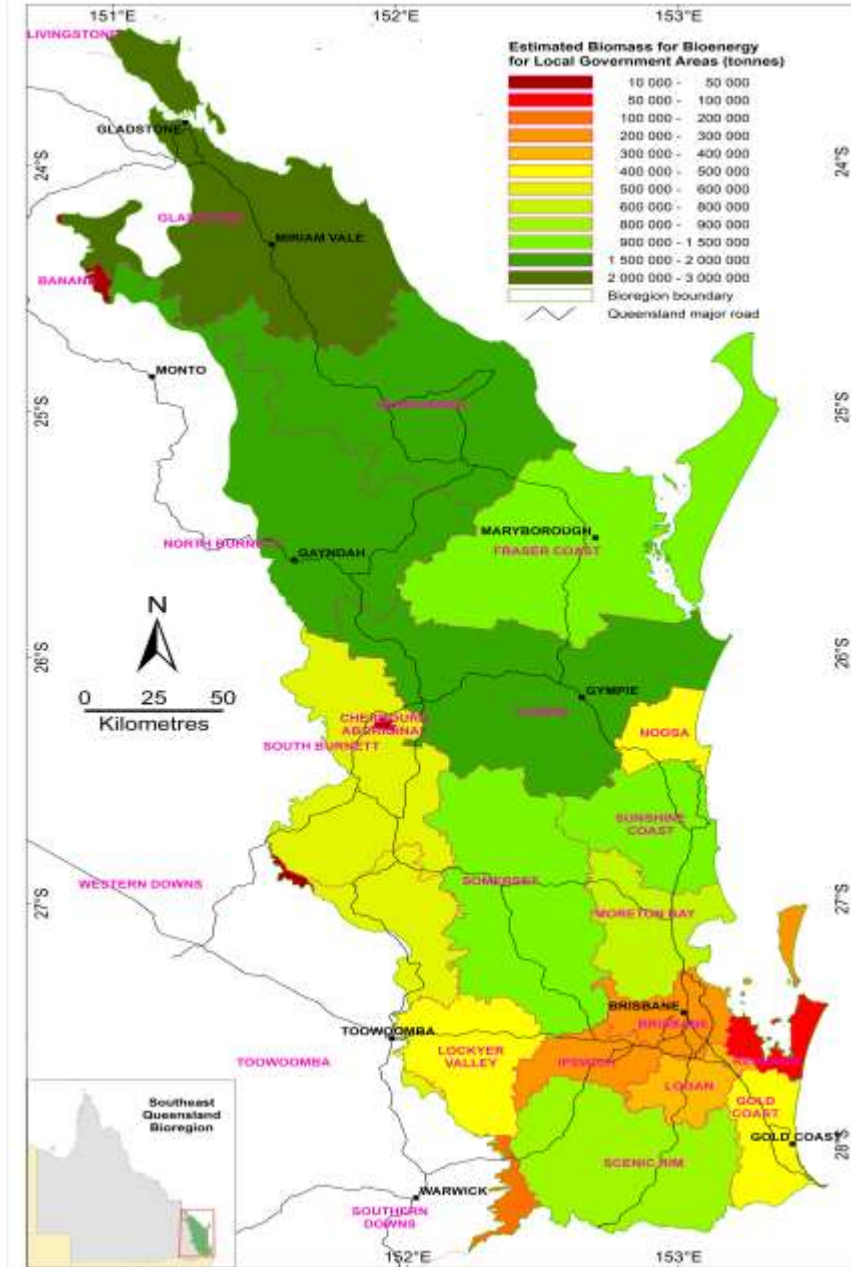 151°E
152°E
153°E
LIVINGSTONE
Estimated Biomass for Bioenergy
for Local Government Areas (tonnes)
10 000 - 50 000
50 000 - 100 000
100 000 - 200 000
200 000 - 300 000
300 000 - 400 000
400 000 - 500 000
500 000 - 600 000
600 000 - 800 000
800 000 - 900 000
900 000 - 1 500 000
1 500 000 - 2 000 000
2 000 000 - 3 000 000
Bioregion boundary
Queensland major road
GLADSTONE
24°S
24°S
GLADSTONE
MIRIAM VALE
BANANA
MONTO
25°S
25°S
MARYBOROUGH
FRASER COAST
NORTH BURNETT
GAYNDAH
N
0 25 50
Kilometres
26°S
26°S
GYMPIE
GYMPIE
CHERBOURG
ABORIGINAL
SOUTH BURNETT
NOOSA
SUNSHINE
COAST
WESTERN DOWNS
SOMERSET
27°S
27°S
MORETON BAY
BRISBANE
BRISBANE
TOOWOOMBA
TOOWOOMBA
LOCKYER
VALLEY
IPSWICH
LOGAN
GOLD
COAST
GOLD COAST
28°S
SCENIC RIM
WARWICK
SOUTHERN
DOWNS
Southeast
Queensland
Bioregion
152°E
153°E